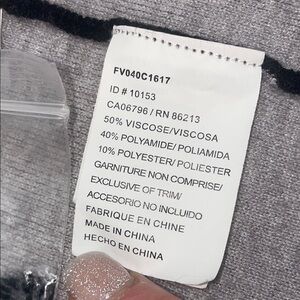 FV040C1617
ID # 10153
CA06796 / RN 86213
50% VISCOSE/VISCOSA
40% POLYAMIDE/ POLIAMIDA
10% POLYESTER/ POLIESTER
GARNITURE NON COMPRISE/
EXCLUSIVE OF TRIM/
ACCESORIO NO INCLUIDO
FABRIQUE EN CHINE
MADE IN CHINA
HECHO EN CHINA